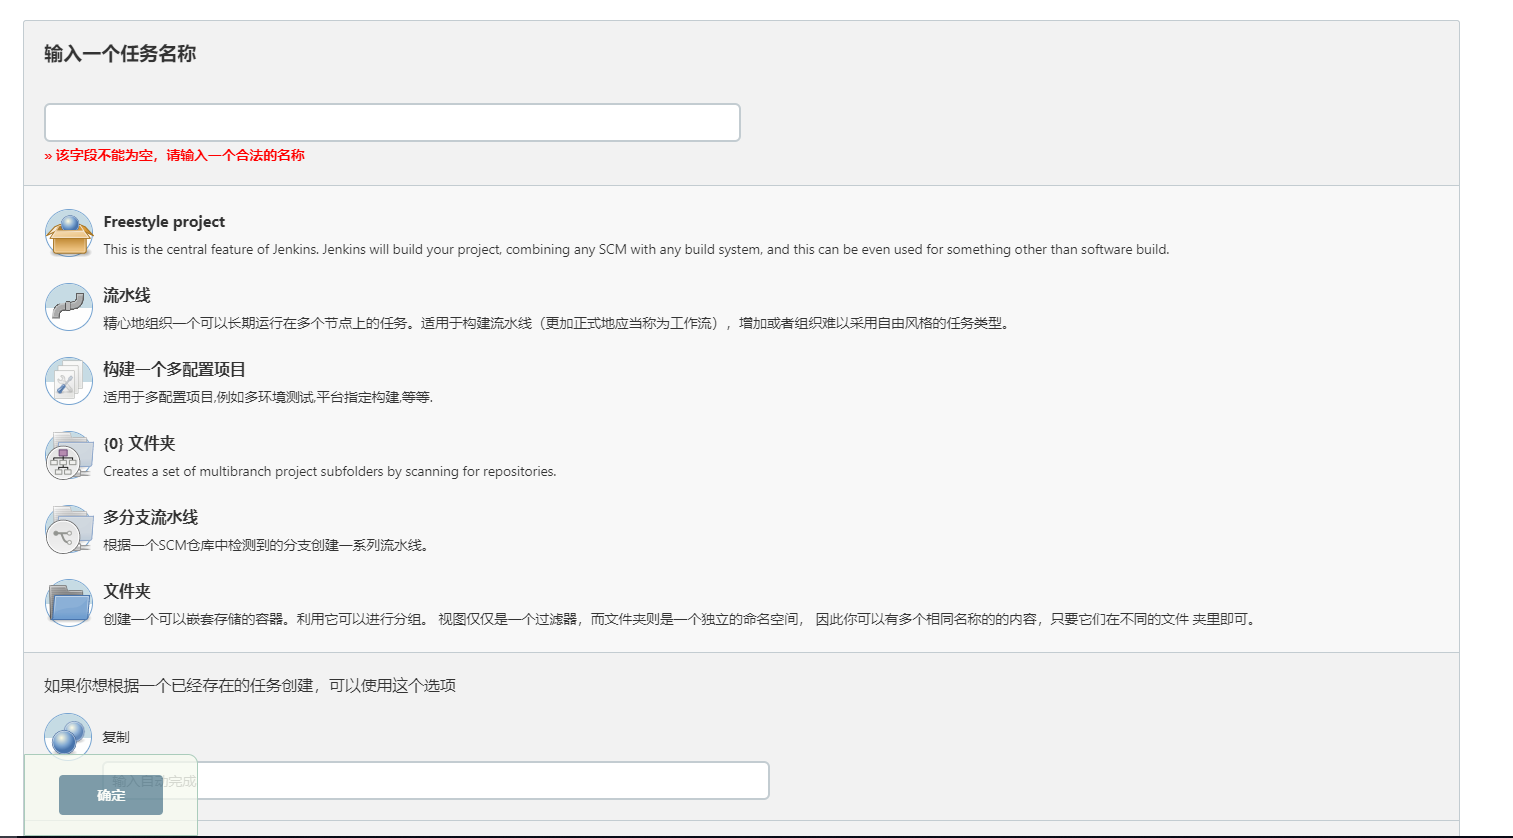 输入一个任务名称
» 该字段不能为空，请输入一个合法的名称
Freestyle project
This is the central feature of Jenkins. Jenkins will build your project, combining any SCM with any build system, and this can be even used for something other than software build.
流水线
精心地组织一个可以长期运行在多个节点上的任务。适用于构建流水线（更加正式地应当称为工作流），增加或者组织难以采用自由风格的任务类型。
构建一个多配置项目
适用于多配置项目,例如多环境测试,平台指定构建,等等.
{0} 文件夹
Creates a set of multibranch project subfolders by scanning for repositories.
多分支流水线
根据一个SCM仓库中检测到的分支创建一系列流水线。
文件夹
创建一个可以嵌套存储的容器。利用它可以进行分组。 视图仅仅是一个过滤器，而文件夹则是一个独立的命名空间， 因此你可以有多个相同名称的的内容，只要它们在不同的文件 夹里即可。
如果你想根据一个已经存在的任务创建，可以使用这个选项
复制
输入自动完成
确定